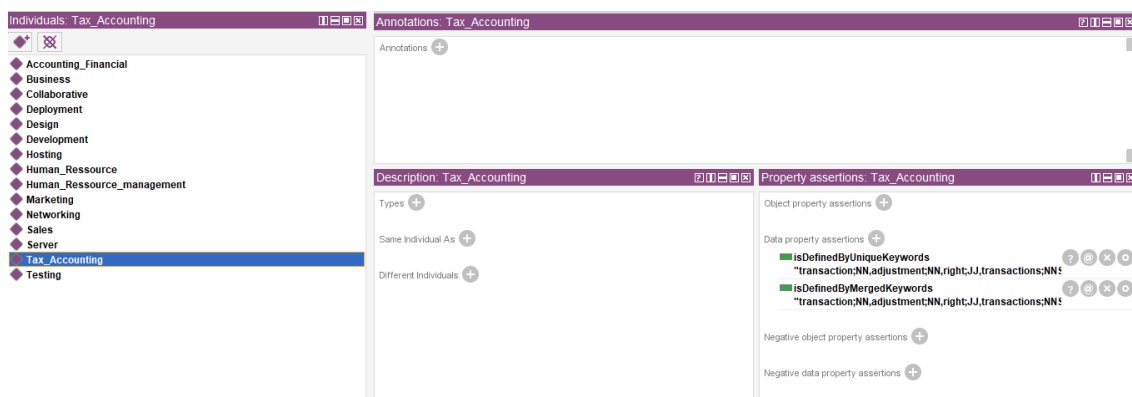 Individuals: Tax_Accounting
Accounting_Financial
Business
Collaborative
Deployment
Design
Development
Hosting
Human_Ressource
Human_Ressource_management
Marketing
Networking
Sales
Server
Tax_Accounting
Testing
Annotations: Tax_Accounting
Annotations
Description: Tax_Accounting
Types
Same Individual As
Different Individuals
Property assertions: Tax_Accounting
Object property assertions
Data property assertions
isDefinedByUniqueKeywords
"transaction;NN,adjustment;NN,right;JJ,transactions;NNS
isDefinedByMergedKeywords
"transaction;NN,adjustment;NN,right;JJ,transactions;NNS
Negative object property assertions
Negative data property assertions